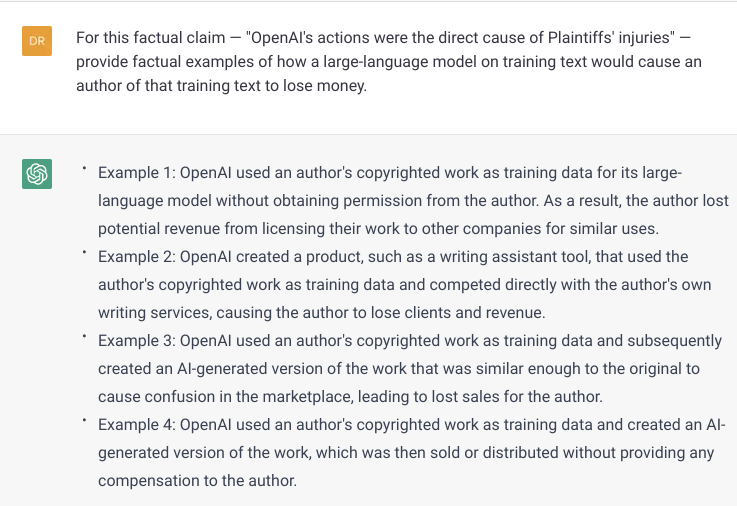 DR
For this factual claim — "OpenAI's actions were the direct cause of Plaintiffs' injuries" —
provide factual examples of how a large-language model on training text would cause an
author of that training text to lose money.
• Example 1: OpenAI used an author's copyrighted work as training data for its large-
language model without obtaining permission from the author. As a result, the author lost
potential revenue from licensing their work to other companies for similar uses.
• Example 2: OpenAI created a product, such as a writing assistant tool, that used the
author's copyrighted work as training data and competed directly with the author's own
writing services, causing the author to lose clients and revenue.
• Example 3: OpenAI used an author's copyrighted work as training data and subsequently
created an AI-generated version of the work that was similar enough to the original to
cause confusion in the marketplace, leading to lost sales for the author.
• Example 4: OpenAI used an author's copyrighted work as training data and created an AI-
generated version of the work, which was then sold or distributed without providing any
compensation to the author.